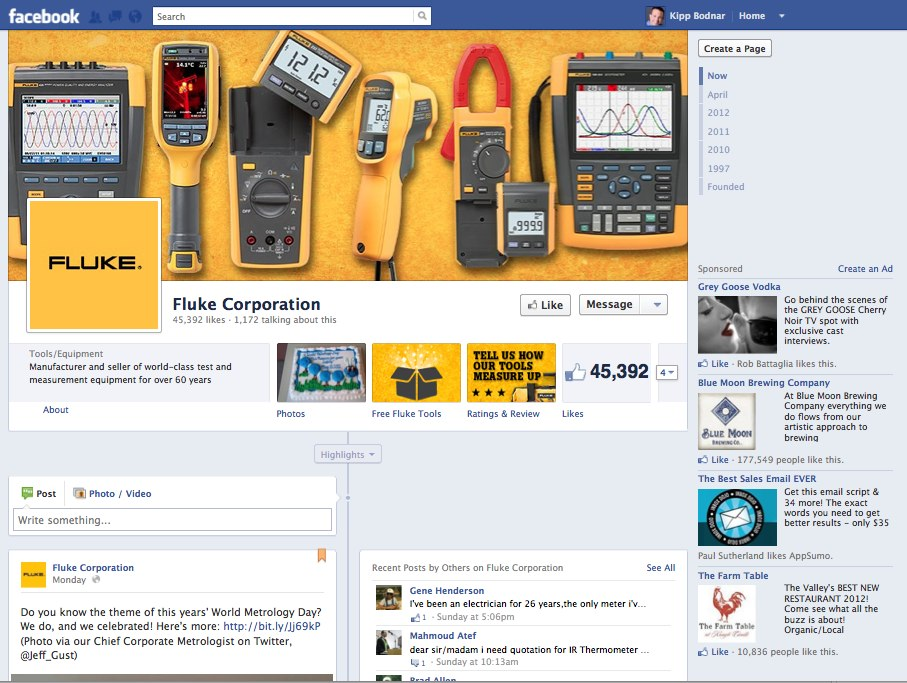 facebook
Search
Kipp Bodnar
Home
Create a Page
Now
April
2012
2011
2010
1997
Founded
FLUKE
Fluke Corporation
45,392 likes · 1,172 talking about this
Like
Message
Tools/Equipment
Manufacturer and seller of world-class test and
measurement equipment for over 60 years
About
Photos
Free Fluke Tools
TELL US HOW
OUR TOOLS
MEASURE UP
Ratings & Review
45,392
Likes
4
Highlights
Post
Photo / Video
Write something...
Fluke Corporation
Monday
Do you know the theme of this years' World Metrology Day?
We do, and we celebrated! Here's more: http://bit.ly/Jj69kP
(Photo via our Chief Corporate Metrologist on Twitter,
@Jeff_Gust)
Recent Posts by Others on Fluke Corporation
See All
Gene Henderson
I've been an electrician for 26 years,the only meter i'v...
1 · Sunday at 5:06pm
Mahmoud Atef
dear sir/madam i need quotation for IR Thermometer ...
1 · Sunday at 10:13am
Brad Allen
Sponsored
Create an Ad
Grey Goose Vodka
Go behind the scenes of
the GREY GOOSE Cherry
Noir TV spot with
exclusive cast
interviews.
Like · Rob Battaglia likes this.
Blue Moon Brewing Company
At Blue Moon Brewing
Company everything we
do flows from our
artistic approach to
brewing
BLUE MOON
BREWING CO.
Like · 177,549 people like this.
The Best Sales Email EVER
Get this email script &
34 more! The exact
words you need to get
better results – only $35
Paul Sutherland likes AppSumo.
The Farm Table
The Valley's BEST NEW
RESTAURANT 2012!
Come see what all the
buzz is about!
Organic/Local
The Farm Table
Like · 10,836 people like this.